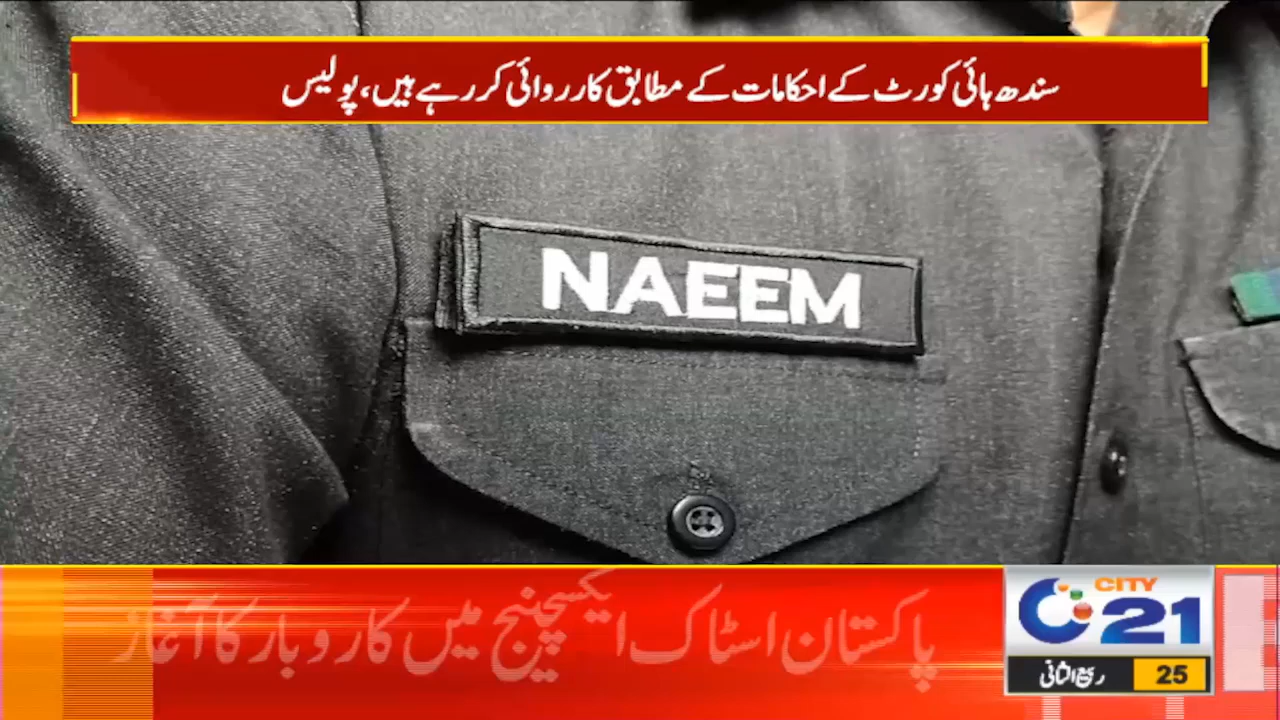 سندھ ہائی کورٹ کے احکامات کے مطابق کارروائی کر رہے ہیں، پولیس
NAEEM
پاکستان اسٹاک ایکسچینج میں کاروبار کا آغاز
CITY
21
ربیع الثانی 25